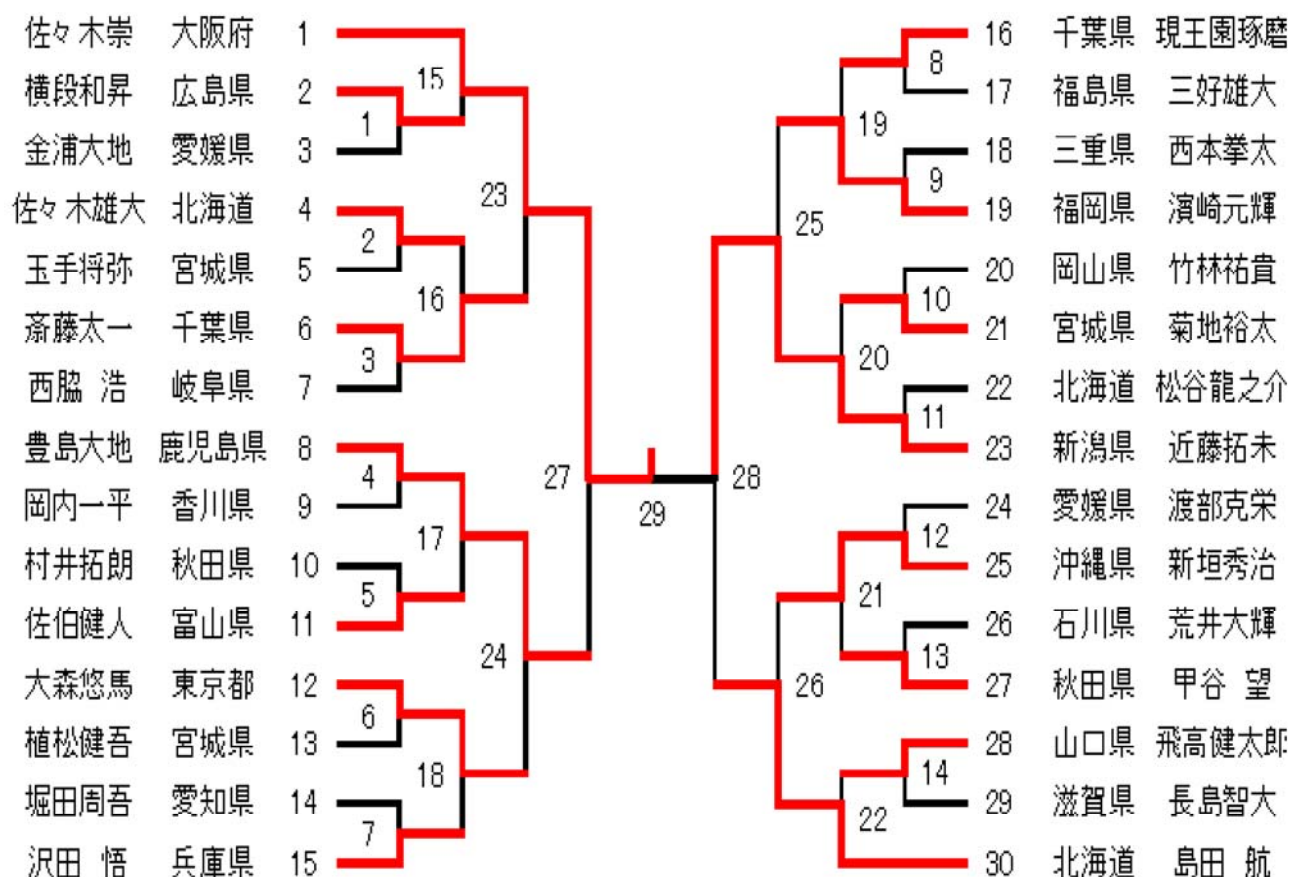 佐々木崇 大阪府 1
横段和昇 広島県 2
金浦大地 愛媛県 3
佐々木雄大 北海道 4
玉手将弥 宮城県 5
斎藤太一 千葉県 6
西脇 浩 岐阜県 7
豊島大地 鹿児島県 8
岡内一平 香川県 9
村井拓朗 秋田県 10
佐伯健人 富山県 11
大森悠馬 東京都 12
植松健吾 宮城県 13
堀田周吾 愛知県 14
沢田 悟 兵庫県 15
1
2
3
4
5
6
7
15
16
17
18
23
24
27
29
28
25
26
19
20
21
22
8
9
10
11
12
13
14
16 千葉県 現王園琢磨
17 福島県 三好雄大
18 三重県 西本拳太
19 福岡県 濱崎元輝
20 岡山県 竹林祐貴
21 宮城県 菊地裕太
22 北海道 松谷龍之介
23 新潟県 近藤拓未
24 愛媛県 渡部克栄
25 沖縄県 新垣秀治
26 石川県 荒井大輝
27 秋田県 甲谷 望
28 山口県 飛高健太郎
29 滋賀県 長島智大
30 北海道 島田 航